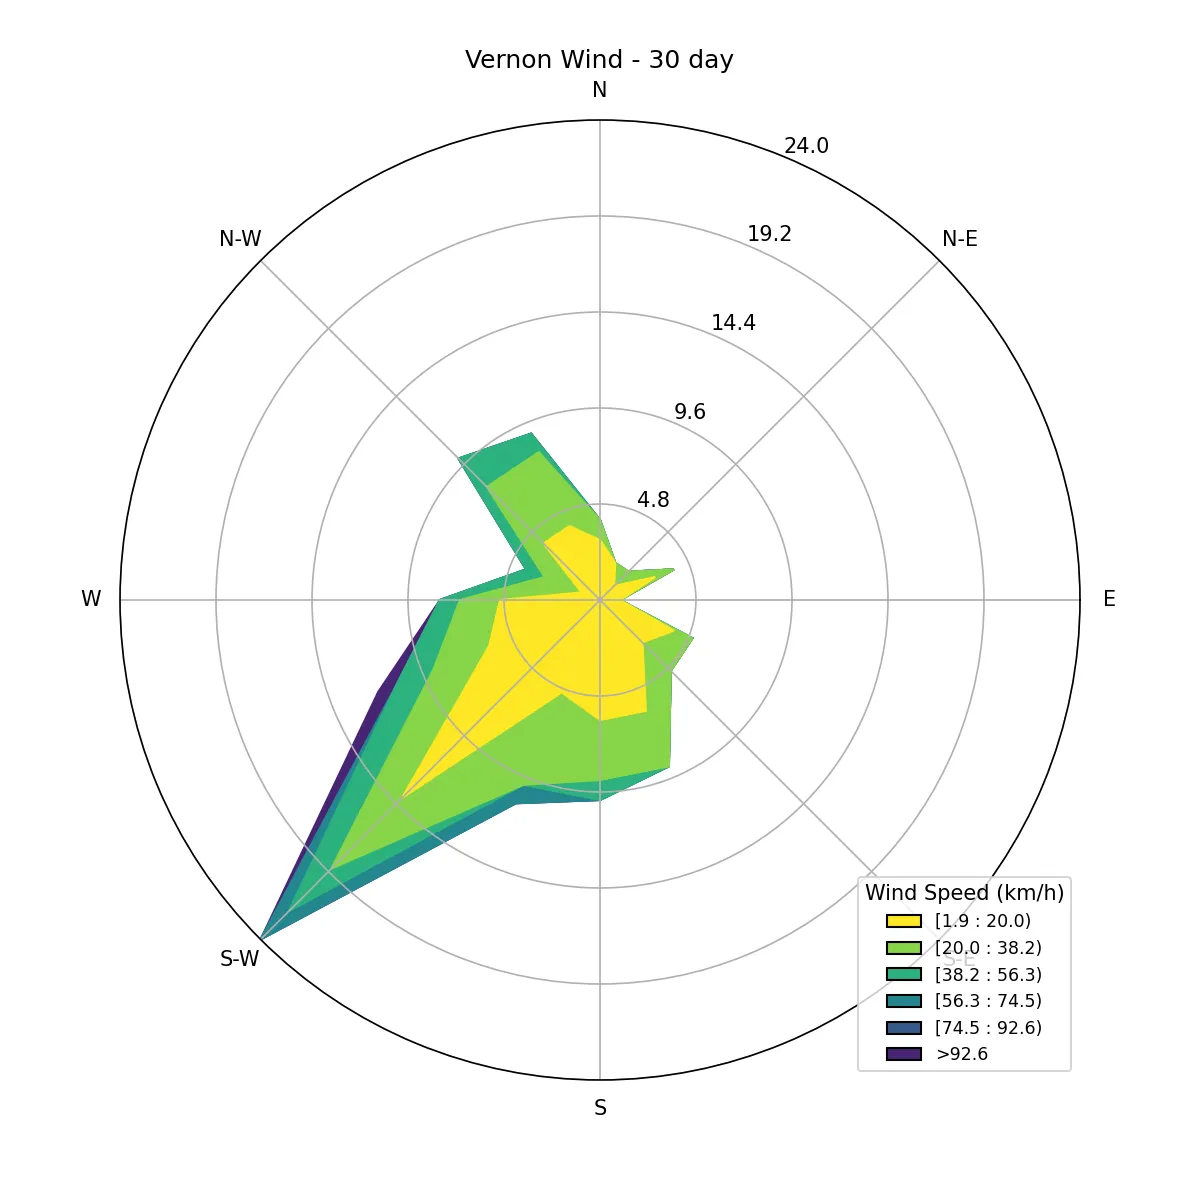 Vernon Wind - 30 day
N
24.0
N-W
19.2
N-E
14.4
9.6
4.8
W
E
S-W
S-E
S
Wind Speed (km/h)
[1.9 : 20.0)
[20.0 : 38.2)
[38.2 : 56.3)
[56.3 : 74.5)
[74.5 : 92.6)
>92.6